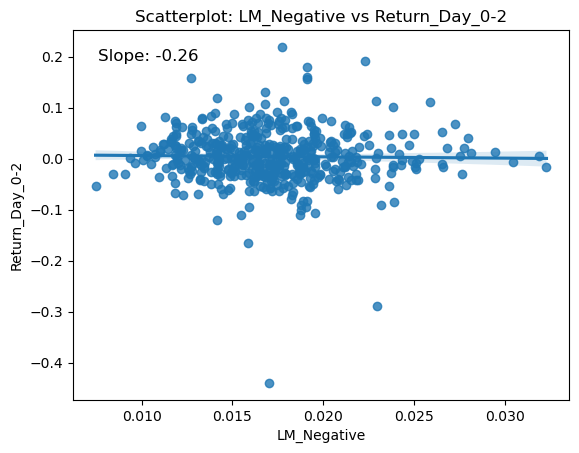 Scatterplot: LM_Negative vs Return_Day_0-2
Slope: -0.26
Return_Day_0-2
0.2
0.1
0.0
−0.1
−0.2
−0.3
−0.4
0.010 0.015 0.020 0.025 0.030
LM_Negative